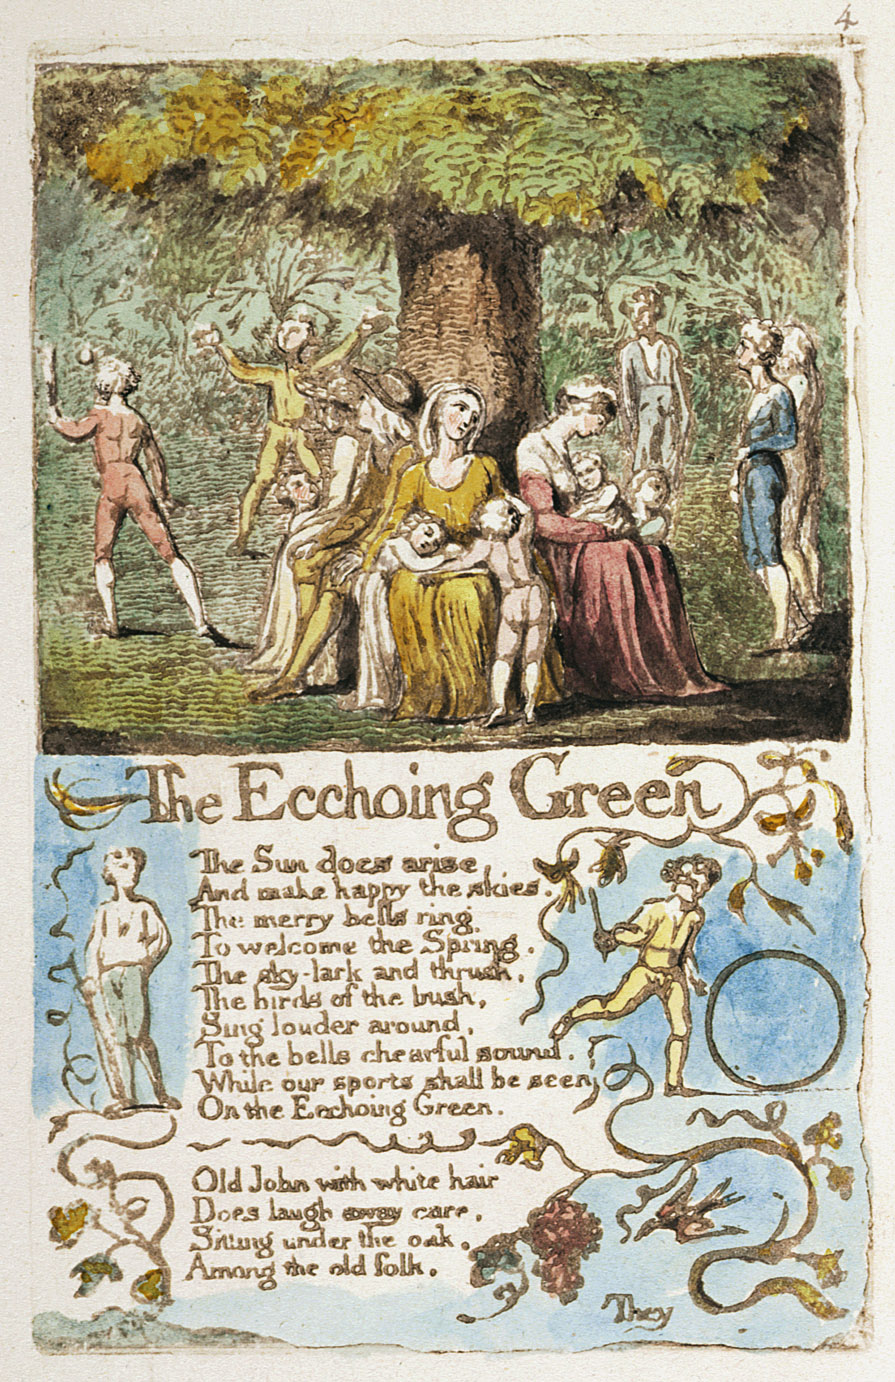 4
The Ecchoing Green
The Sun does arise,
And make happy the skies.
The merry bells ring.
To welcome the Spring.
The sky-lark and thrush,
The birds of the bush,
Sing louder around,
To the bells chearful sound.
While our sports shall be seen
On the Ecchoing Green.
Old John with white hair
Does laugh away care,
Sitting under the oak,
Among the old folk.
They